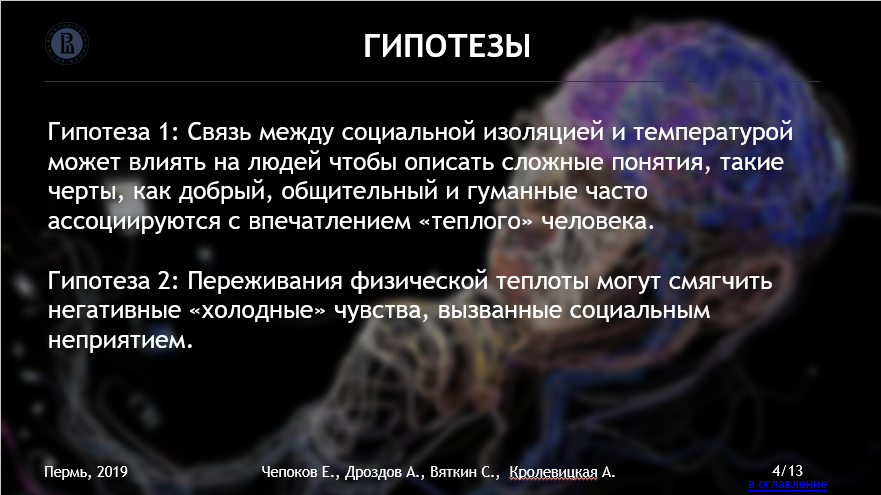 ГИПОТЕЗЫ
Гипотеза 1: Связь между социальной изоляцией и температурой
может влиять на людей чтобы описать сложные понятия, такие
черты, как добрый, общительный и гуманные часто
ассоциируются с впечатлением «теплого» человека.
Гипотеза 2: Переживания физической теплоты могут смягчить
негативные «холодные» чувства, вызванные социальным
неприятием.
Пермь, 2019
Чепоков Е., Дроздов А., Вяткин С., Кролевицкая А.
4/13
в оглавление